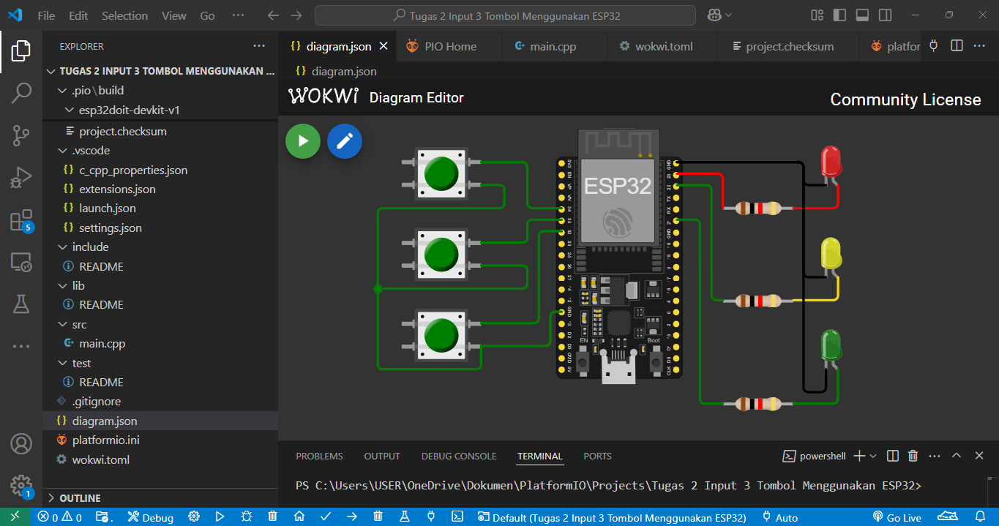 File Edit Selection View Go ··· Tugas 2 Input 3 Tombol Menggunakan ESP32
EXPLORER ···
TUGAS 2 INPUT 3 TOMBOL MENGGUNAKAN ...
.pio\build
esp32doit-devkit-v1
project.checksum
.vscode
c_cpp_properties.json
extensions.json
launch.json
settings.json
include
README
lib
README
src
main.cpp
test
README
.gitignore
diagram.json
platformio.ini
wokwi.toml
OUTLINE
5
1
diagram.json PIO Home main.cpp wokwi.toml project.checksum platfor
diagram.json
WOKWI Diagram Editor Community License
ESP32
EN Boot
PROBLEMS OUTPUT DEBUG CONSOLE TERMINAL PORTS powershell
PS C:\Users\USER\OneDrive\Dokumen\PlatformIO\Projects\Tugas 2 Input 3 Tombol Menggunakan ESP32>
0 0 Debug Default (Tugas 2 Input 3 Tombol Menggunakan ESP32) Auto Go Live